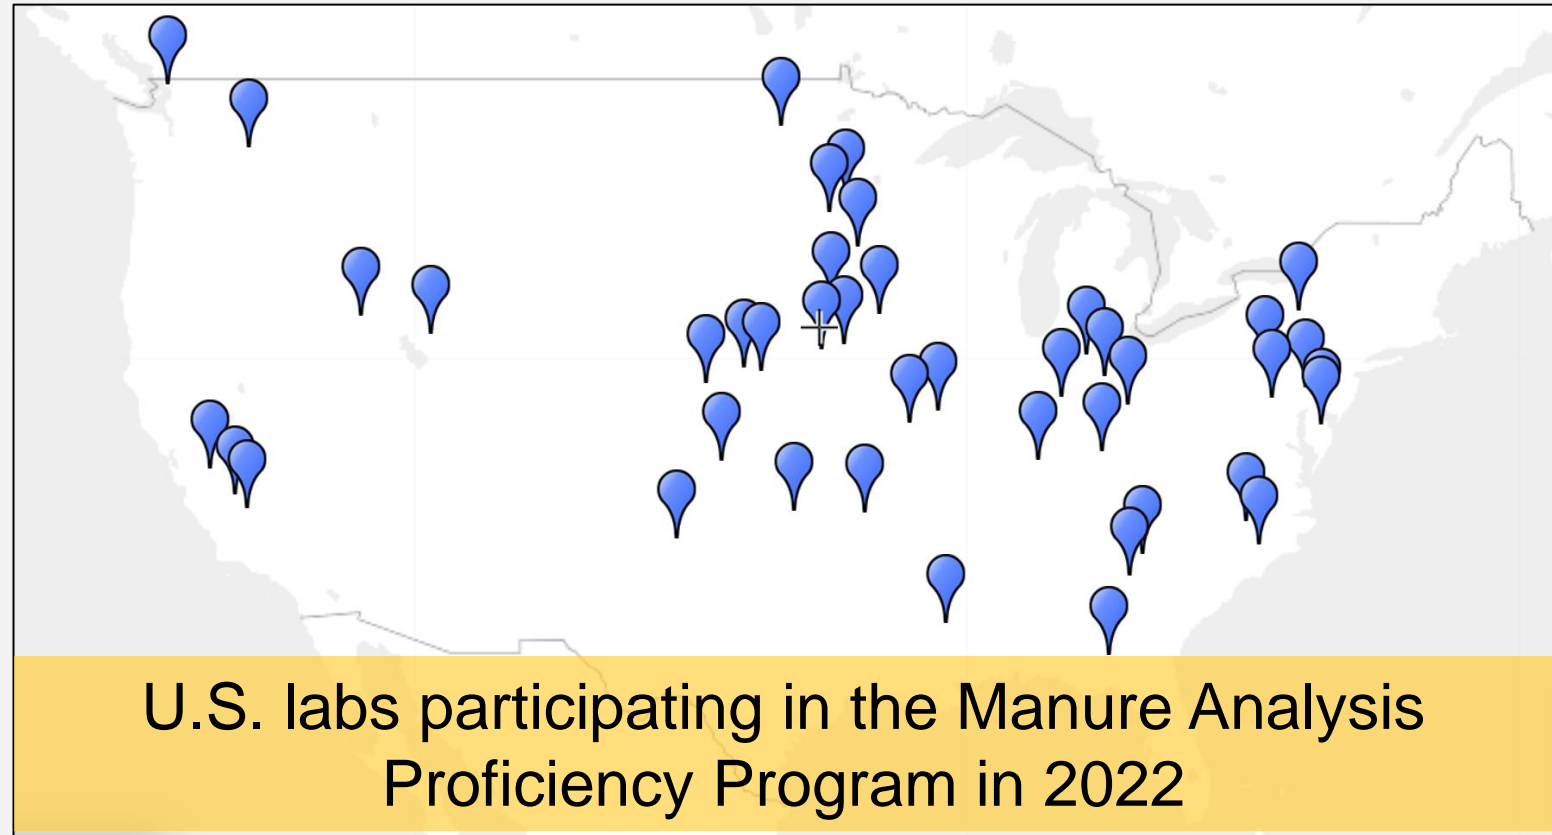 U.S. labs participating in the Manure Analysis
Proficiency Program in 2022